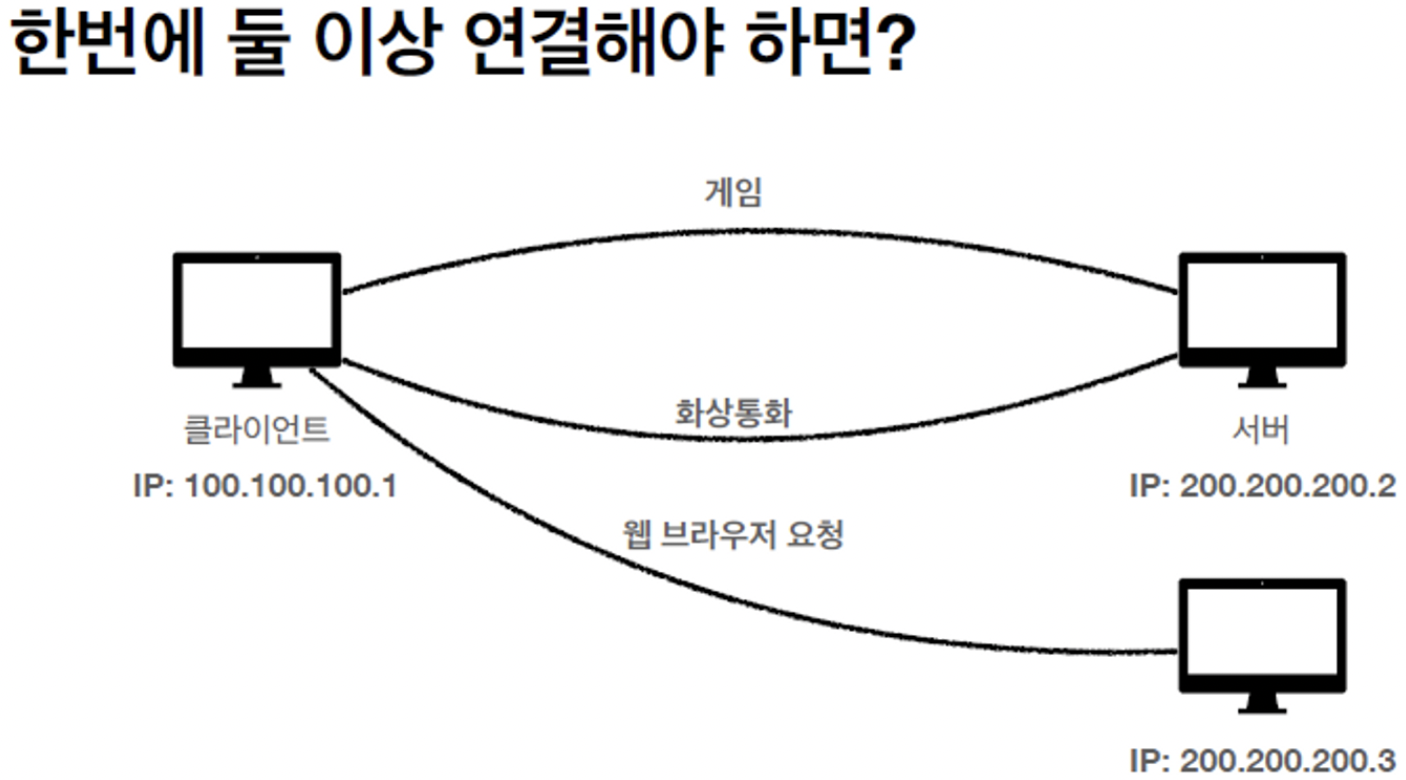 한번에 둘 이상 연결해야 하면?
게임
화상통화
클라이언트
서버
IP: 100.100.100.1
IP: 200.200.200.2
웹 브라우저 요청
IP: 200.200.200.3